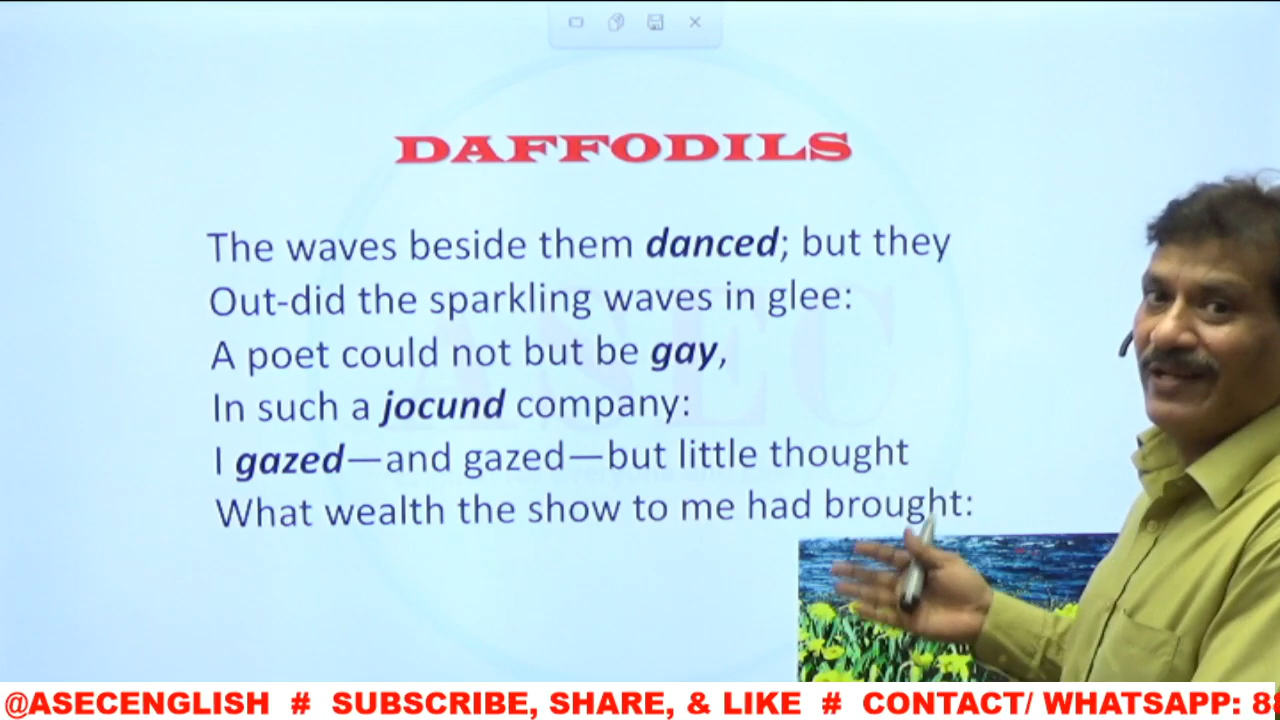 DAFFODILS
The waves beside them danced; but they
Out-did the sparkling waves in glee:
A poet could not but be gay,
In such a jocund company:
I gazed—and gazed—but little thought
What wealth the show to me had brought:
ASEC
@ASECENGLISH # SUBSCRIBE, SHARE, & LIKE # CONTACT/ WHATSAPP: 8